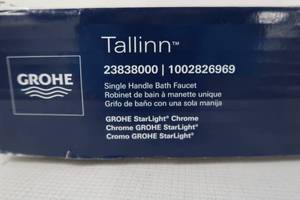 Tallinn™
23838000 | 1002826969
GROHE
Single Handle Bath Faucet
Robinet de bain à manette unique
Grifo de baño con una sola manija
GROHE StarLight® Chrome
Chrome GROHE StarLight®
Cromo GROHE StarLight®